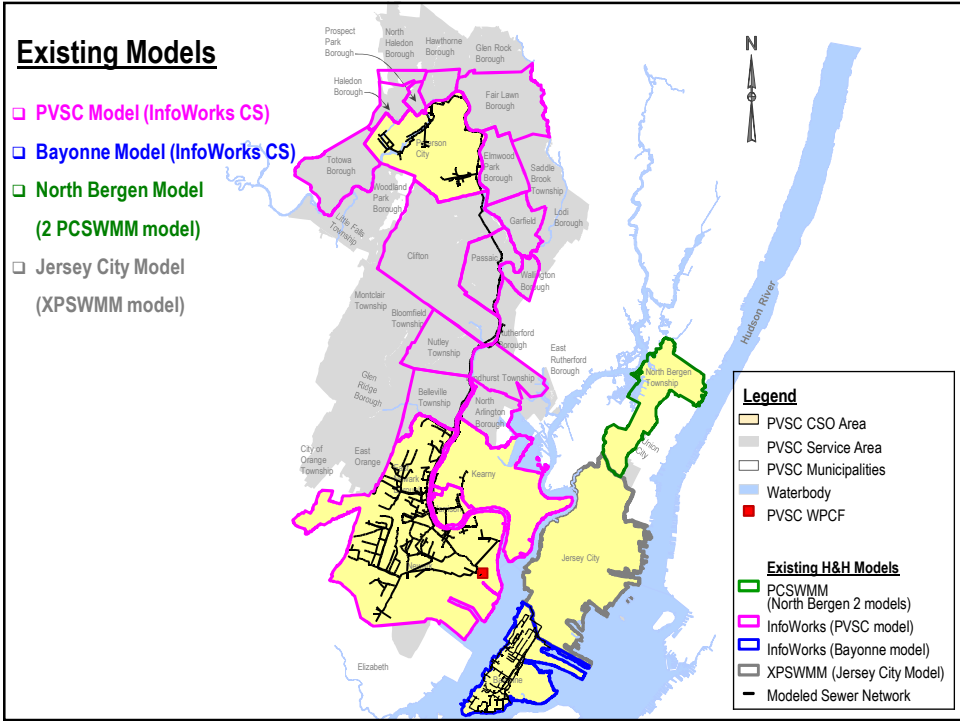 Existing Models
PVSC Model (InfoWorks CS)
Bayonne Model (InfoWorks CS)
North Bergen Model
(2 PCSWMM model)
Jersey City Model
(XPSWMM model)
Prospect
Park
Borough
North
Haledon
Borough
Hawthorne
Borough
Glen Rock
Borough
Haledon
Borough
Fair Lawn
Borough
City
Totowa
Borough
Elmwood
Park
Borough
Saddle
Brook
Township
Woodland
Park
Borough
Little Falls
Township
Garfield
Lodi
Borough
Clifton
Passaic
Wallington
Borough
Montclair
Township
Bloomfield
Township
Nutley
Township
Borough
East
Rutherford
Borough
Township
Glen
Ridge
Borough
Belleville
Township
North
Arlington
Borough
City of
Orange
Township
East
Orange
Kearny
North Bergen
Township
Union
City
Jersey City
Elizabeth
Hudson River
N
Legend
PVSC CSO Area
PVSC Service Area
PVSC Municipalities
Waterbody
PVSC WPCF
Existing H&H Models
PCSWMM
(North Bergen 2 models)
InfoWorks (PVSC model)
InfoWorks (Bayonne model)
XPSWMM (Jersey City Model)
Modeled Sewer Network